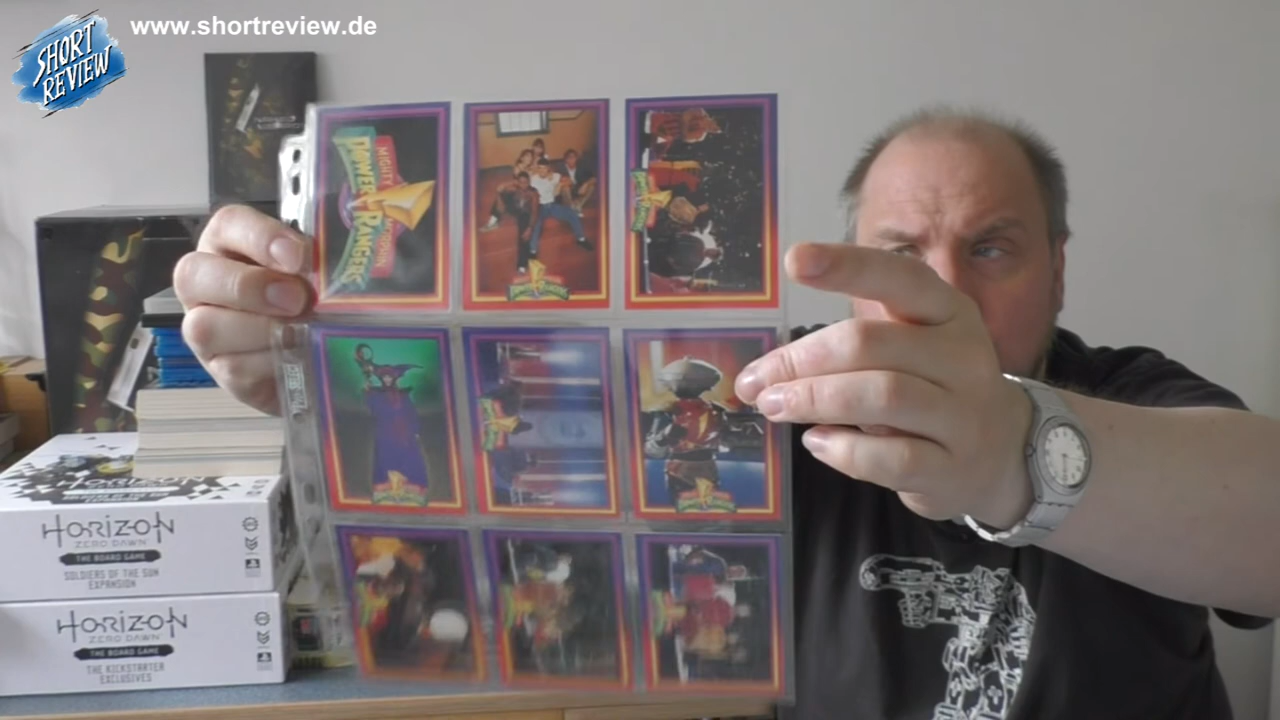 www.shortreview.de
SHORT
REVIEW
MIGHTY MORPHIN
POWER RANGERS
HORIZON
ZERO DAWN
THE BOARD GAME
SOLDIERS OF THE SUN
EXPANSION
HORIZON
ZERO DAWN
THE BOARD GAME
THE KICKSTARTER
EXCLUSIVES